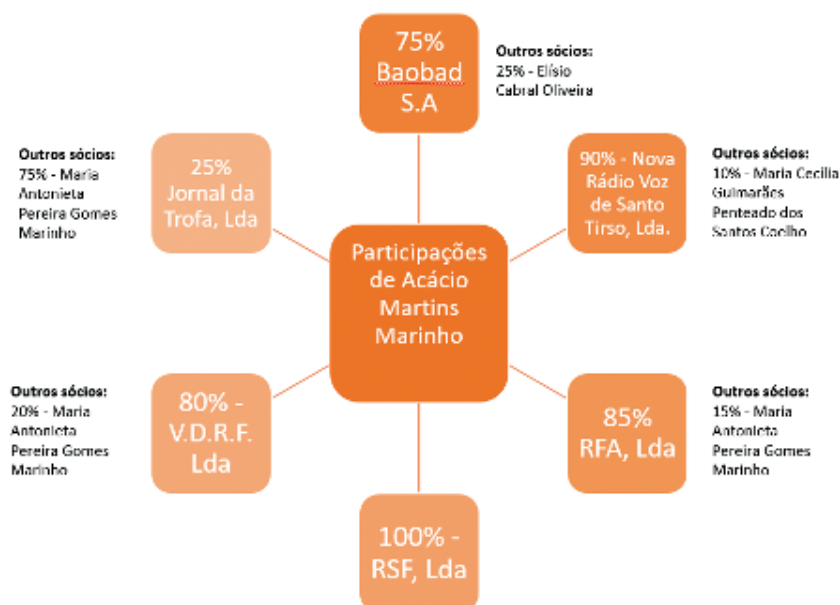 75%
Baobad
S.A
Outros sócios:
25% - Elísio
Cabral Oliveira
Outros sócios:
75% - Maria
Antonieta
Pereira Gomes
Marinho
25%
Jornal da
Trofa, Lda
90% - Nova
Rádio Voz
de Santo
Tirso, Lda.
Outros sócios:
10% - Maria Cecília
Guimarães
Penteado dos
Santos Coelho
Participações
de Acácio
Martins
Marinho
Outros sócios:
20% - Maria
Antonieta
Pereira Gomes
Marinho
80% -
V.D.R.F.
Lda
85%
RFA, Lda
Outros sócios:
15% - Maria
Antonieta
Pereira Gomes
Marinho
100% -
RSF, Lda